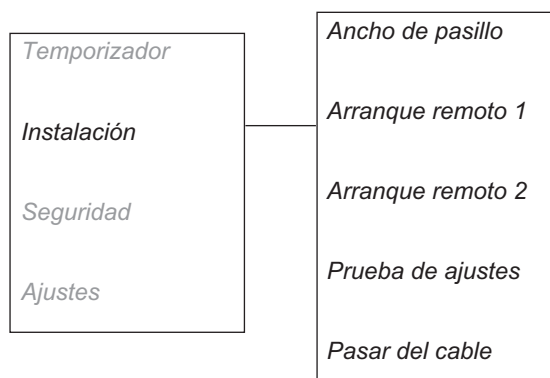 Temporizador
Instalación
Seguridad
Ajustes
Ancho de pasillo
Arranque remoto 1
Arranque remoto 2
Prueba de ajustes
Pasar del cable